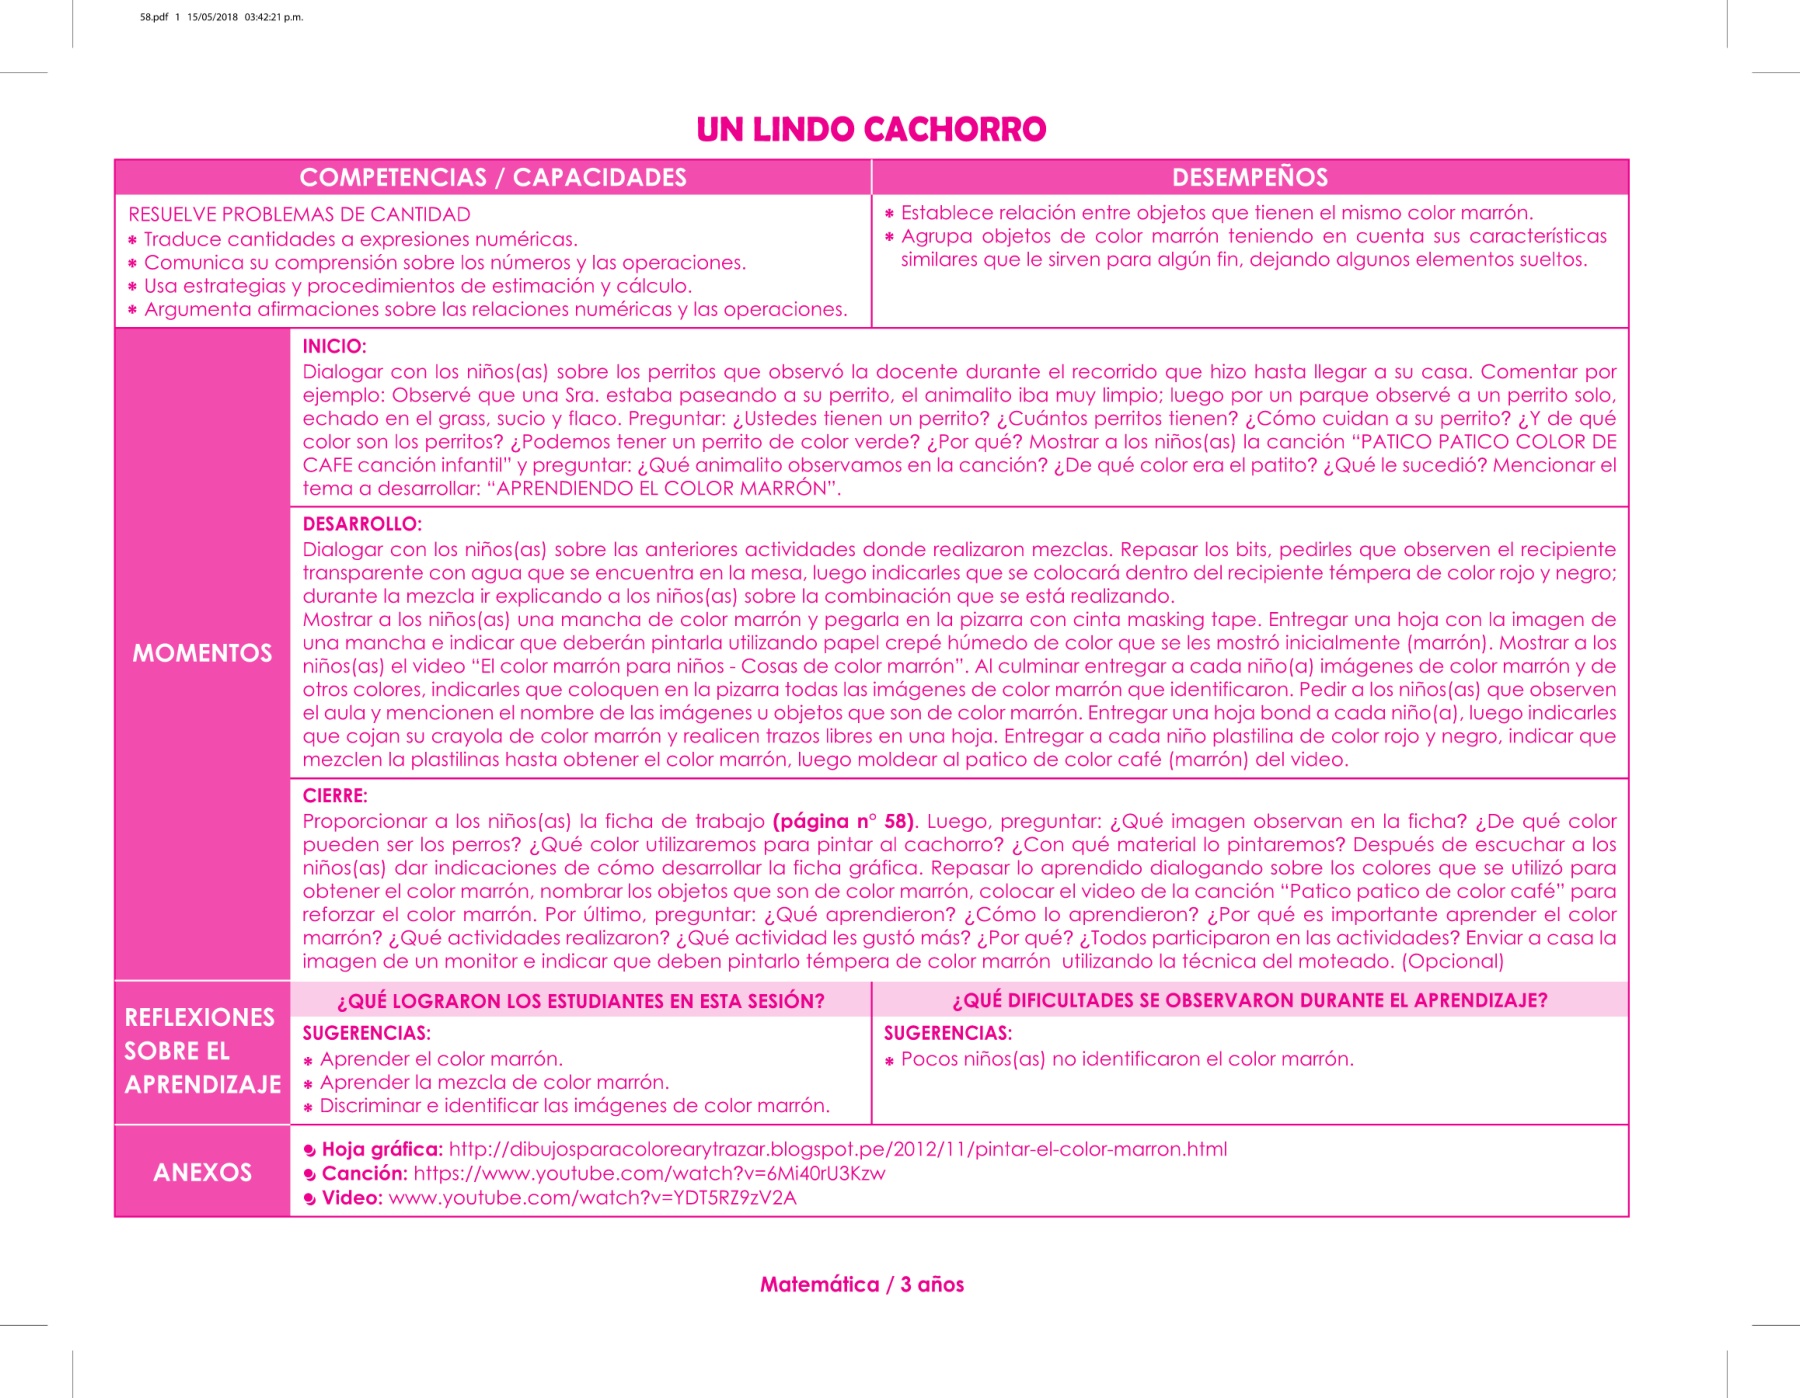 58.pdf 1 15/05/2018 03:42:21 p.m.
UN LINDO CACHORRO
COMPETENCIAS / CAPACIDADES
RESUELVE PROBLEMAS DE CANTIDAD
* Traduce cantidades a expresiones numéricas.
* Comunica su comprensión sobre los números y las operaciones.
* Usa estrategias y procedimientos de estimación y cálculo.
* Argumenta afirmaciones sobre las relaciones numéricas y las operaciones.
DESEMPEÑOS
* Establece relación entre objetos que tienen el mismo color marrón.
* Agrupa objetos de color marrón teniendo en cuenta sus características
similares que le sirven para algún fin, dejando algunos elementos sueltos.
MOMENTOS
INICIO:
Dialogar con los niños(as) sobre los perritos que observó la docente durante el recorrido que hizo hasta llegar a su casa. Comentar por
ejemplo: Observé que una Sra. estaba paseando a su perrito, el animalito iba muy limpio; luego por un parque observé a un perrito solo,
echado en el grass, sucio y flaco. Preguntar: ¿Ustedes tienen un perrito? ¿Cuántos perritos tienen? ¿Cómo cuidan a su perrito? ¿Y de qué
color son los perritos? ¿Podemos tener un perrito de color verde? ¿Por qué? Mostrar a los niños(as) la canción “PATICO PATICO COLOR DE
CAFE canción infantil” y preguntar: ¿Qué animalito observamos en la canción? ¿De qué color era el patito? ¿Qué le sucedió? Mencionar el
tema a desarrollar: “APRENDIENDO EL COLOR MARRÓN”.
DESARROLLO:
Dialogar con los niños(as) sobre las anteriores actividades donde realizaron mezclas. Repasar los bits, pedirles que observen el recipiente
transparente con agua que se encuentra en la mesa, luego indicarles que se colocará dentro del recipiente témpera de color rojo y negro;
durante la mezcla ir explicando a los niños(as) sobre la combinación que se está realizando.
Mostrar a los niños(as) una mancha de color marrón y pegarla en la pizarra con cinta masking tape. Entregar una hoja con la imagen de
una mancha e indicar que deberán pintarla utilizando papel crepé húmedo de color que se les mostró inicialmente (marrón). Mostrar a los
niños(as) el video “El color marrón para niños - Cosas de color marrón”. Al culminar entregar a cada niño(a) imágenes de color marrón y de
otros colores, indicarles que coloquen en la pizarra todas las imágenes de color marrón que identificaron. Pedir a los niños(as) que observen
el aula y mencionen el nombre de las imágenes u objetos que son de color marrón. Entregar una hoja bond a cada niño(a), luego indicarles
que cojan su crayola de color marrón y realicen trazos libres en una hoja. Entregar a cada niño plastilina de color rojo y negro, indicar que
mezclen la plastilinas hasta obtener el color marrón, luego moldear al patico de color café (marrón) del video.
CIERRE:
Proporcionar a los niños(as) la ficha de trabajo (página n° 58). Luego, preguntar: ¿Qué imagen observan en la ficha? ¿De qué color
pueden ser los perros? ¿Qué color utilizaremos para pintar al cachorro? ¿Con qué material lo pintaremos? Después de escuchar a los
niños(as) dar indicaciones de cómo desarrollar la ficha gráfica. Repasar lo aprendido dialogando sobre los colores que se utilizó para
obtener el color marrón, nombrar los objetos que son de color marrón, colocar el video de la canción “Patico patico de color café” para
reforzar el color marrón. Por último, preguntar: ¿Qué aprendieron? ¿Cómo lo aprendieron? ¿Por qué es importante aprender el color
marrón? ¿Qué actividades realizaron? ¿Qué actividad les gustó más? ¿Por qué? ¿Todos participaron en las actividades? Enviar a casa la
imagen de un monitor e indicar que deben pintarlo témpera de color marrón utilizando la técnica del moteado. (Opcional)
REFLEXIONES
SOBRE EL
APRENDIZAJE
¿QUÉ LOGRARON LOS ESTUDIANTES EN ESTA SESIÓN?
SUGERENCIAS:
* Aprender el color marrón.
* Aprender la mezcla de color marrón.
* Discriminar e identificar las imágenes de color marrón.
¿QUÉ DIFICULTADES SE OBSERVARON DURANTE EL APRENDIZAJE?
SUGERENCIAS:
* Pocos niños(as) no identificaron el color marrón.
ANEXOS
Hoja gráfica: http://dibujosparacolorearytrazar.blogspot.pe/2012/11/pintar-el-color-marron.html
Canción: https://www.youtube.com/watch?v=6Mi40rU3Kzw
Video: www.youtube.com/watch?v=YDT5RZ9zV2A
Matemática / 3 años